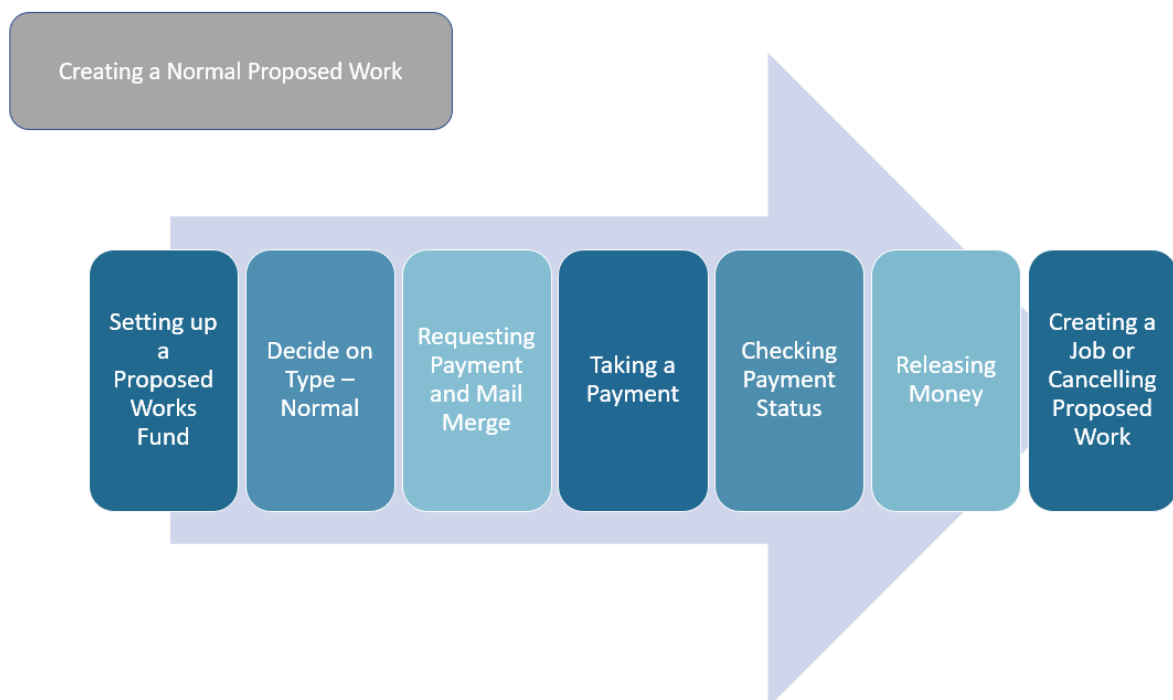 Creating a Normal Proposed Work
Setting up
a
Proposed
Works
Fund
Decide on
Type –
Normal
Requesting
Payment
and Mail
Merge
Taking a
Payment
Checking
Payment
Status
Releasing
Money
Creating a
Job or
Cancelling
Proposed
Work